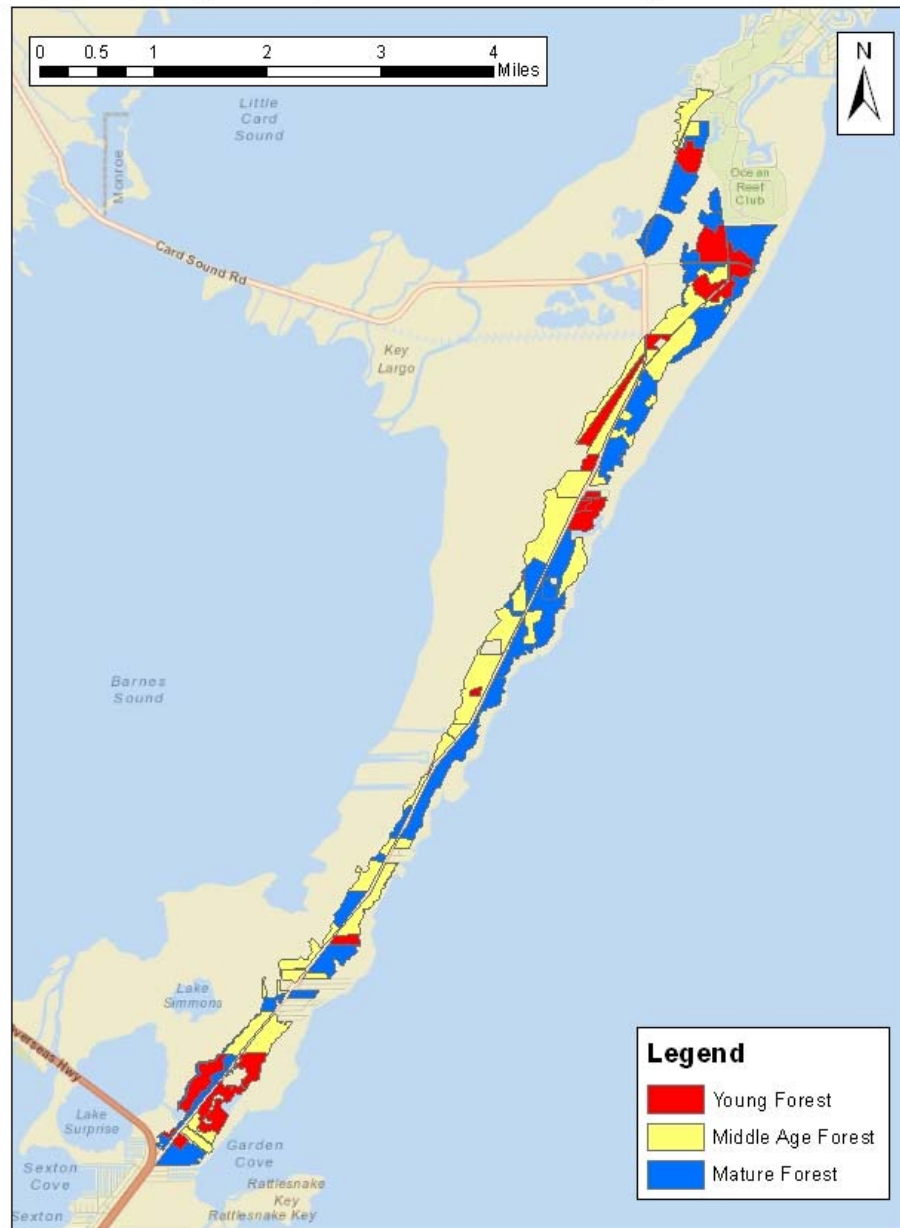 0 0.5 1 2 3 4
Miles
N
Little
Card
Sound
Monroe
Ocean
Reef
Club
Card Sound Rd
Key
Largo
Barnes
Sound
Lake
Simmons
Overseas Hwy
Lake
Surprise
Garden
Cove
Sexton
Cove
Rattlesnake
Key
Sexton
Rattlesnake Key
Legend
Young Forest
Middle Age Forest
Mature Forest